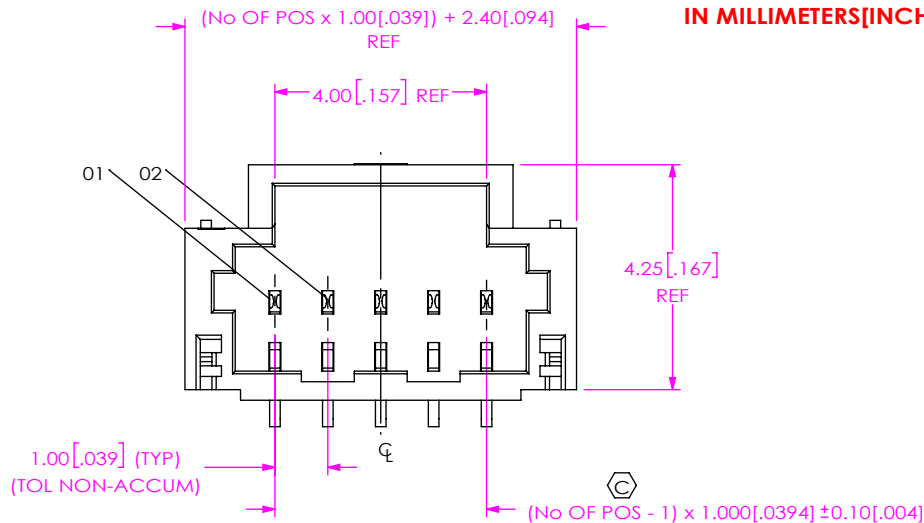 (No OF POS x 1.00[.039]) + 2.40[.094]
REF
IN MILLIMETERS[INCH
4.00[.157] REF
01
02
4.25[.167]
REF
℄
1.00[.039] (TYP)
(TOL NON-ACCUM)
C
(No OF POS - 1) x 1.000[.0394] ±0.10[.004]